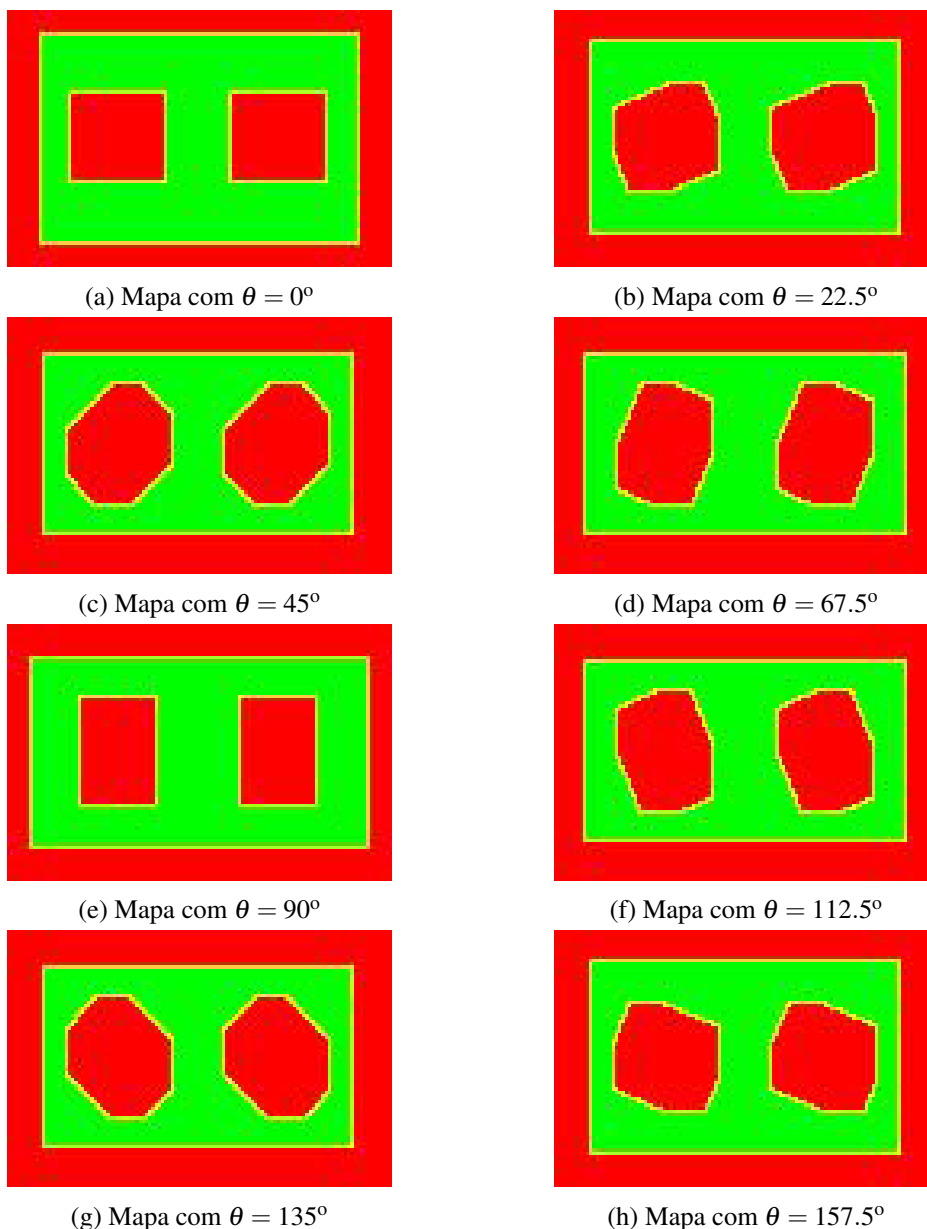 (a) Mapa com θ = 0º
(b) Mapa com θ = 22.5º
(c) Mapa com θ = 45º
(d) Mapa com θ = 67.5º
(e) Mapa com θ = 90º
(f) Mapa com θ = 112.5º
(g) Mapa com θ = 135º
(h) Mapa com θ = 157.5º